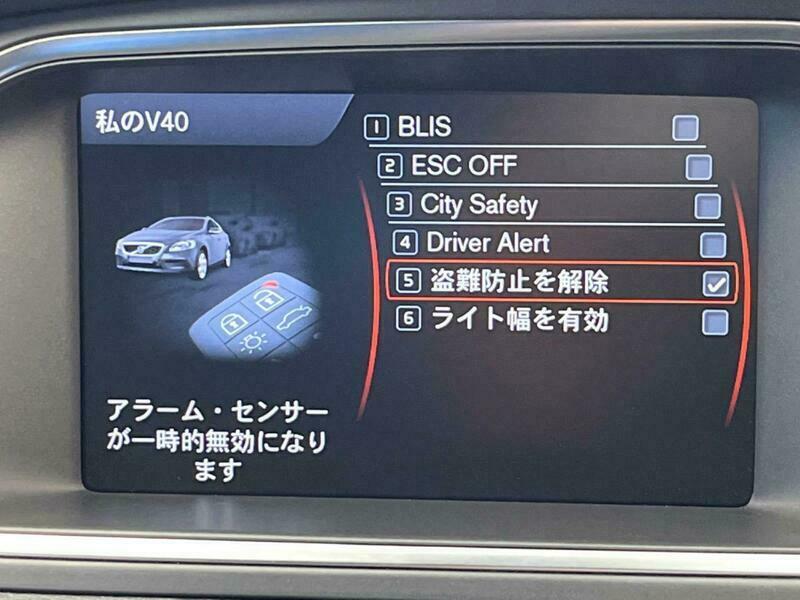 私のV40
1 BLIS
2 ESC OFF
3 City Safety
4 Driver Alert
5 盗難防止を解除
6 ライト幅を有効
アラーム・センサー
が一時的無効になり
ます